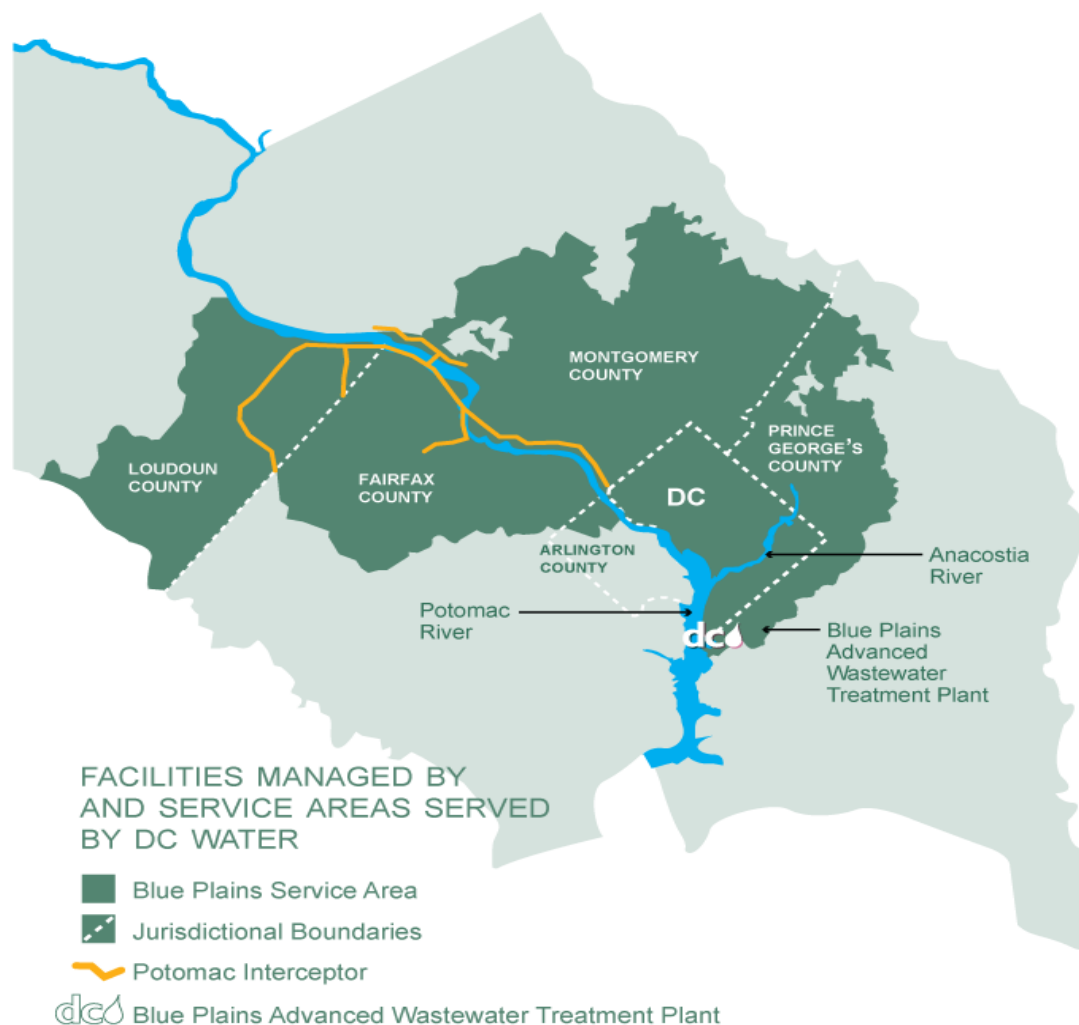 MONTGOMERY
COUNTY
PRINCE
GEORGE'S
COUNTY
LOUDOUN
COUNTY
FAIRFAX
COUNTY
DC
ARLINGTON
COUNTY
Anacostia
River
Potomac
River
dc
Blue Plains
Advanced
Wastewater
Treatment Plant
FACILITIES MANAGED BY
AND SERVICE AREAS SERVED
BY DC WATER
Blue Plains Service Area
Jurisdictional Boundaries
Potomac Interceptor
dc Blue Plains Advanced Wastewater Treatment Plant